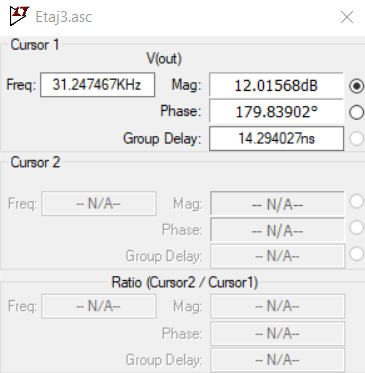 Etaj3.asc
Cursor 1
V(out)
Freq: 31.247467KHz Mag: 12.01568dB
Phase: 179.83902°
Group Delay: 14.294027ns
Cursor 2
Freq: -- N/A-- Mag: -- N/A--
Phase: -- N/A--
Group Delay: -- N/A--
Ratio (Cursor2 / Cursor1)
Freq: -- N/A-- Mag: -- N/A--
Phase: -- N/A--
Group Delay: -- N/A--